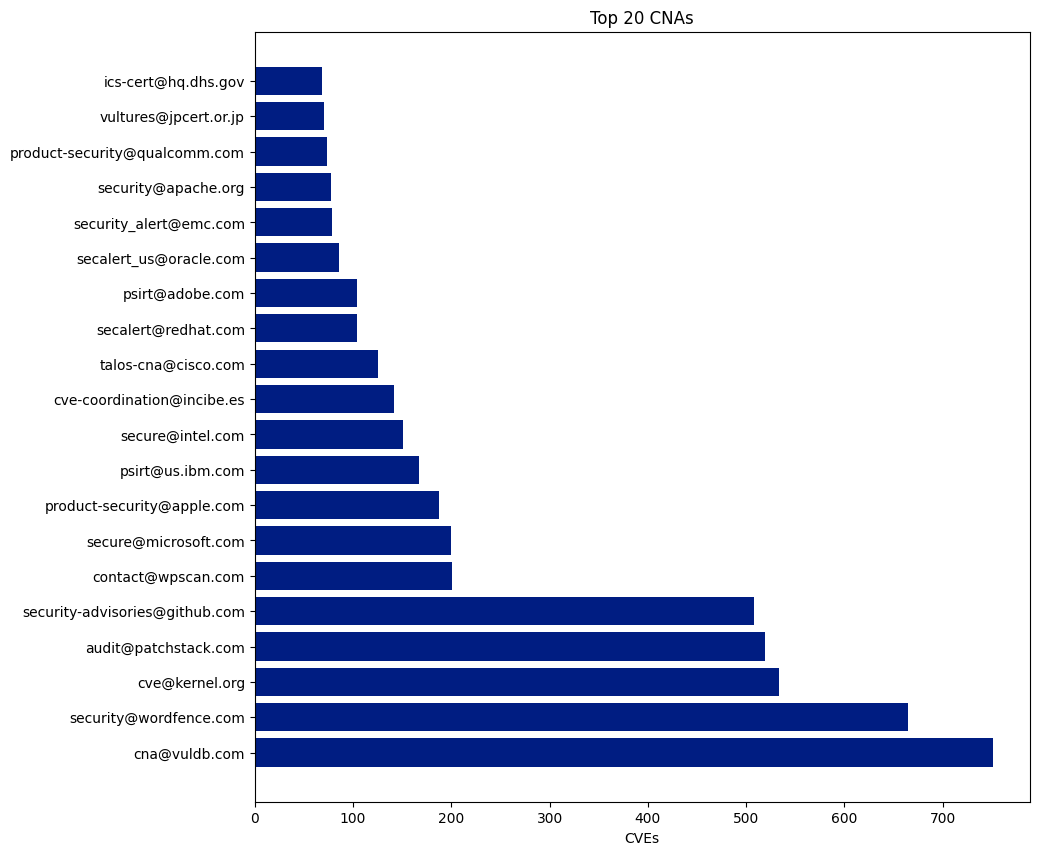 Top 20 CNAs
ics-cert@hq.dhs.gov
vultures@jpcert.or.jp
product-security@qualcomm.com
security@apache.org
security_alert@emc.com
secalert_us@oracle.com
psirt@adobe.com
secalert@redhat.com
talos-cna@cisco.com
cve-coordination@incibe.es
secure@intel.com
psirt@us.ibm.com
product-security@apple.com
secure@microsoft.com
contact@wpscan.com
security-advisories@github.com
audit@patchstack.com
cve@kernel.org
security@wordfence.com
cna@vuldb.com
0 100 200 300 400 500 600 700
CVEs